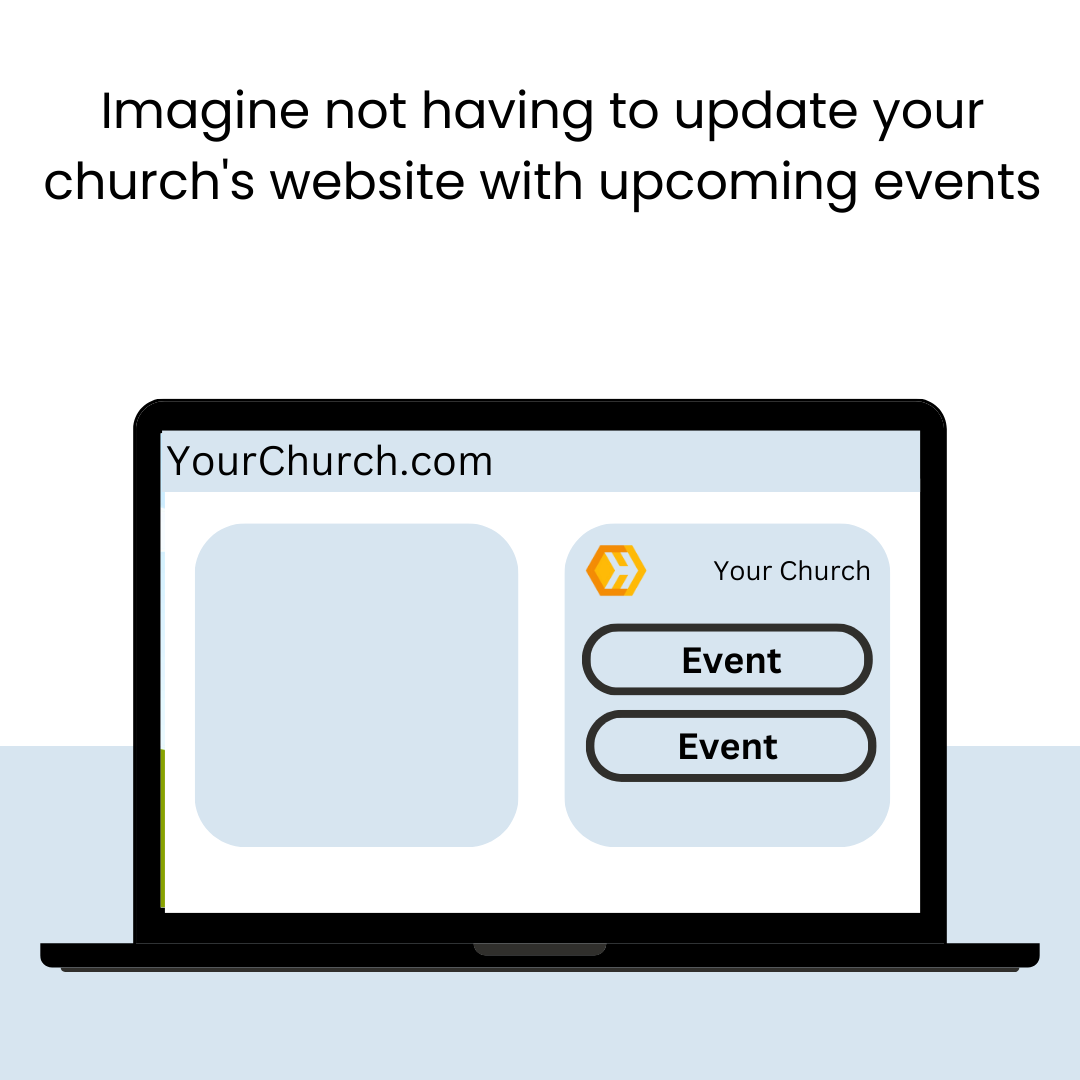 Imagine not having to update your
church's website with upcoming events
YourChurch.com
Your Church
Event
Event